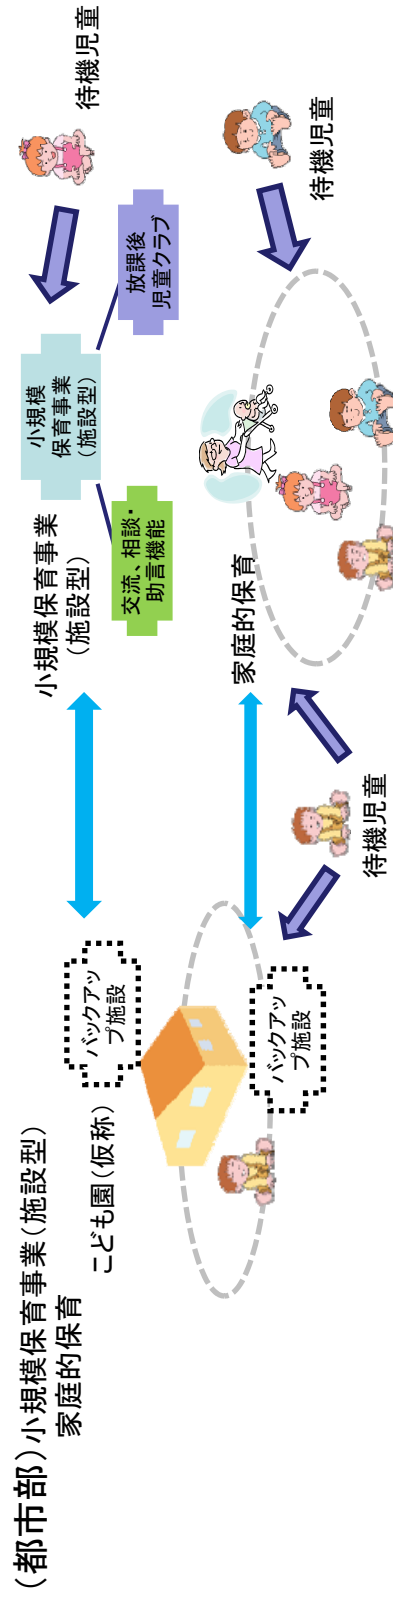 (都市部)小規模保育事業(施設型)
家庭的保育
こども園(仮称)
バックアッ
プ施設
バックアッ
プ施設
小規模保育事業
(施設型)
小規模
保育事業
(施設型)
交流、相談・
助言機能
放課後
児童クラブ
待機児童
家庭的保育
待機児童
待機児童